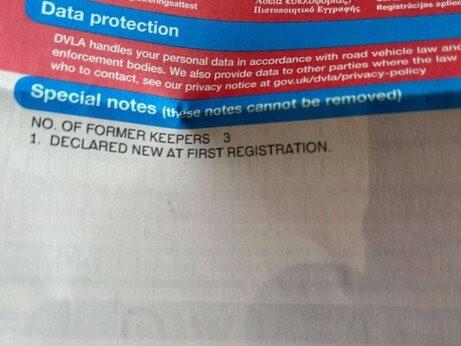 eringsattest
Άδεια κυκλοφορίας/
Πιστοποιητικό Εγγραφής
Reģistrācijas aplie
Data protection
DVLA handles your personal data in accordance with road vehicle law and
enforcement bodies. We also provide data to other parties where the law
who to contact, see our privacy notice at gov.uk/dvla/privacy-policy
Special notes (these notes cannot be removed)
NO. OF FORMER KEEPERS 3
1. DECLARED NEW AT FIRST REGISTRATION.